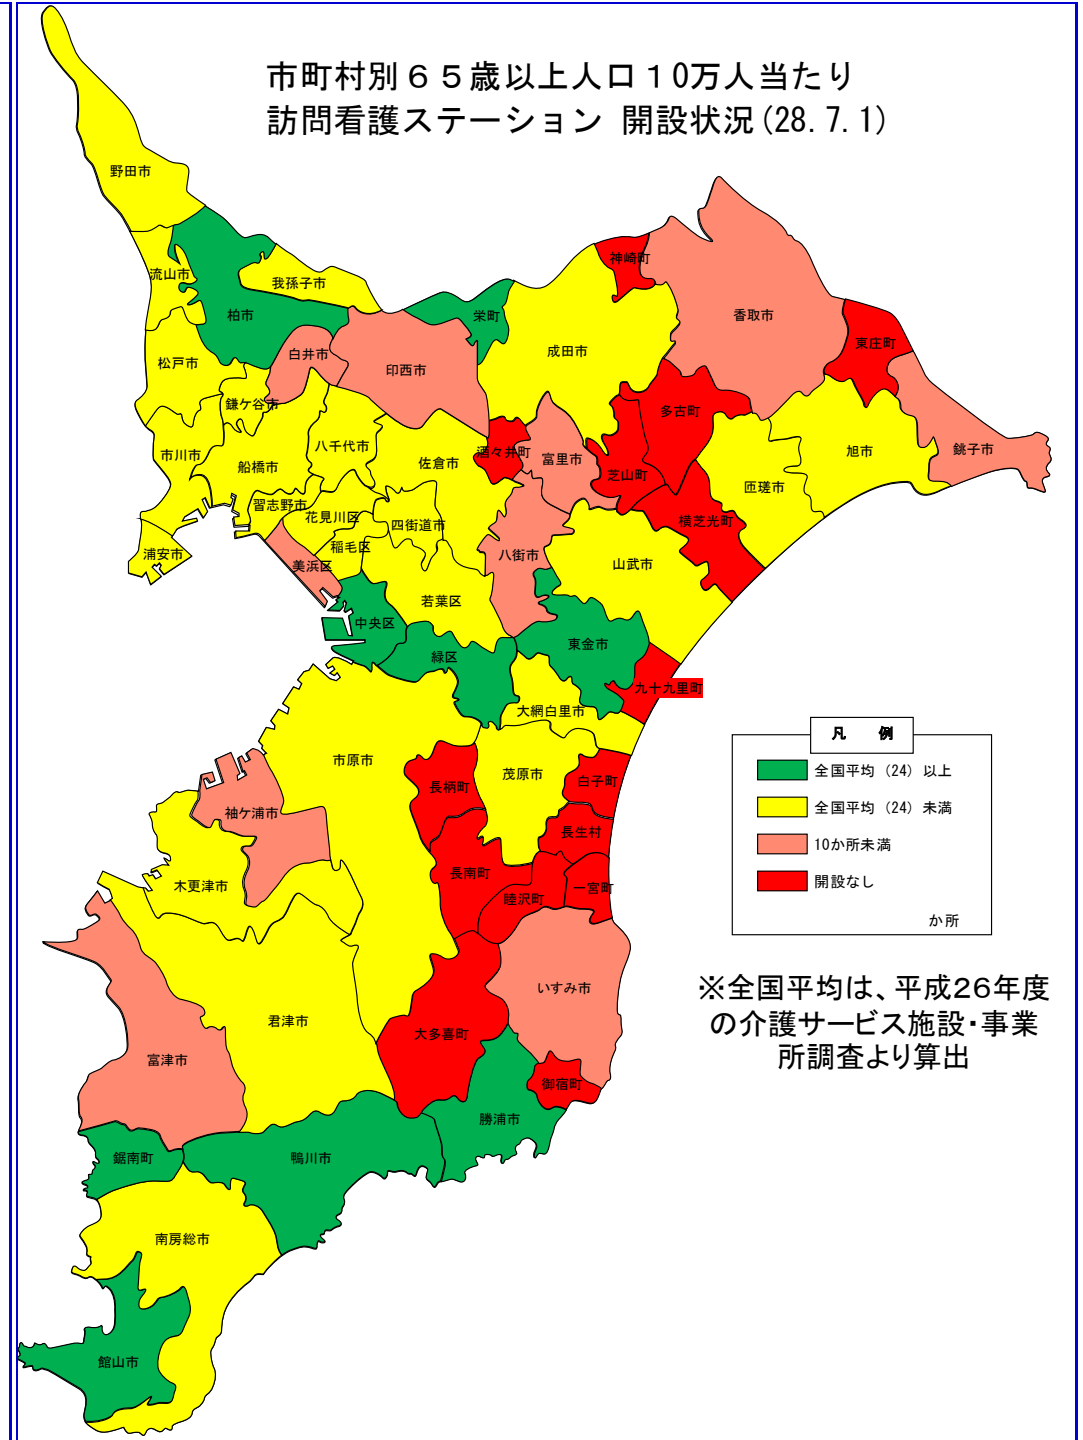 市町村別６５歳以上人口１０万人当たり
訪問看護ステーション 開設状況(28.7.1)
野田市
流山市
我孫子市
柏市
栄町
神崎町
香取市
東庄町
松戸市
白井市
印西市
成田市
鎌ケ谷市
多古町
市川市
船橋市
八千代市
佐倉市
酒々井町
富里市
芝山町
旭市
銚子市
匝瑳市
習志野市
花見川区
四街道市
横芝光町
浦安市
美浜区
稲毛区
八街市
山武市
若葉区
中央区
緑区
東金市
九十九里町
大網白里市
市原市
長柄町
茂原市
白子町
袖ケ浦市
長生村
木更津市
長南町
睦沢町
一宮町
君津市
いすみ市
大多喜町
富津市
御宿町
勝浦市
鋸南町
鴨川市
南房総市
館山市
凡 例
全国平均（24）以上
全国平均（24）未満
10か所未満
開設なし
か所
※全国平均は、平成26年度
の介護サービス施設・事業
所調査より算出